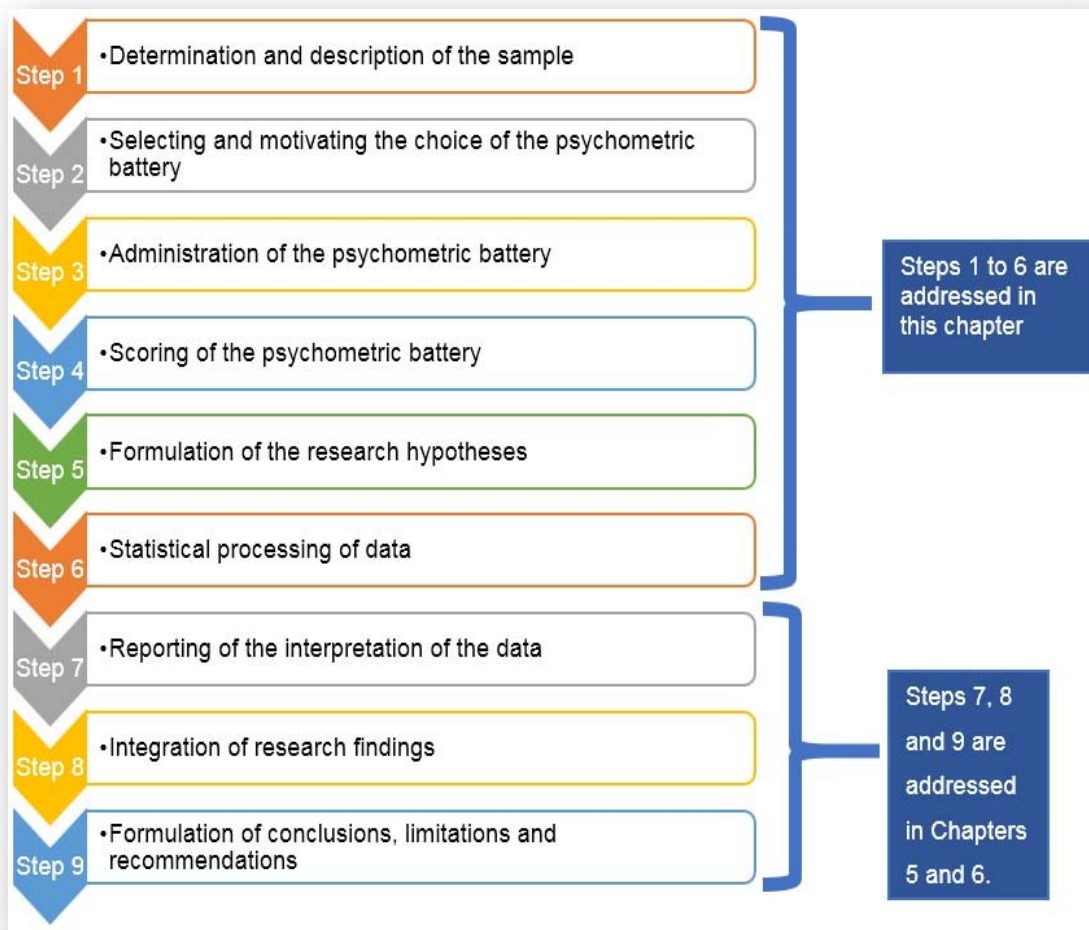 Step 1
•Determination and description of the sample
Step 2
•Selecting and motivating the choice of the psychometric
battery
Step 3
•Administration of the psychometric battery
Step 4
•Scoring of the psychometric battery
Step 5
•Formulation of the research hypotheses
Step 6
•Statistical processing of data
Step 7
•Reporting of the interpretation of the data
Step 8
•Integration of research findings
Step 9
•Formulation of conclusions, limitations and
recommendations
Steps 1 to 6 are
addressed in
this chapter
Steps 7, 8
and 9 are
addressed
in Chapters
5 and 6.